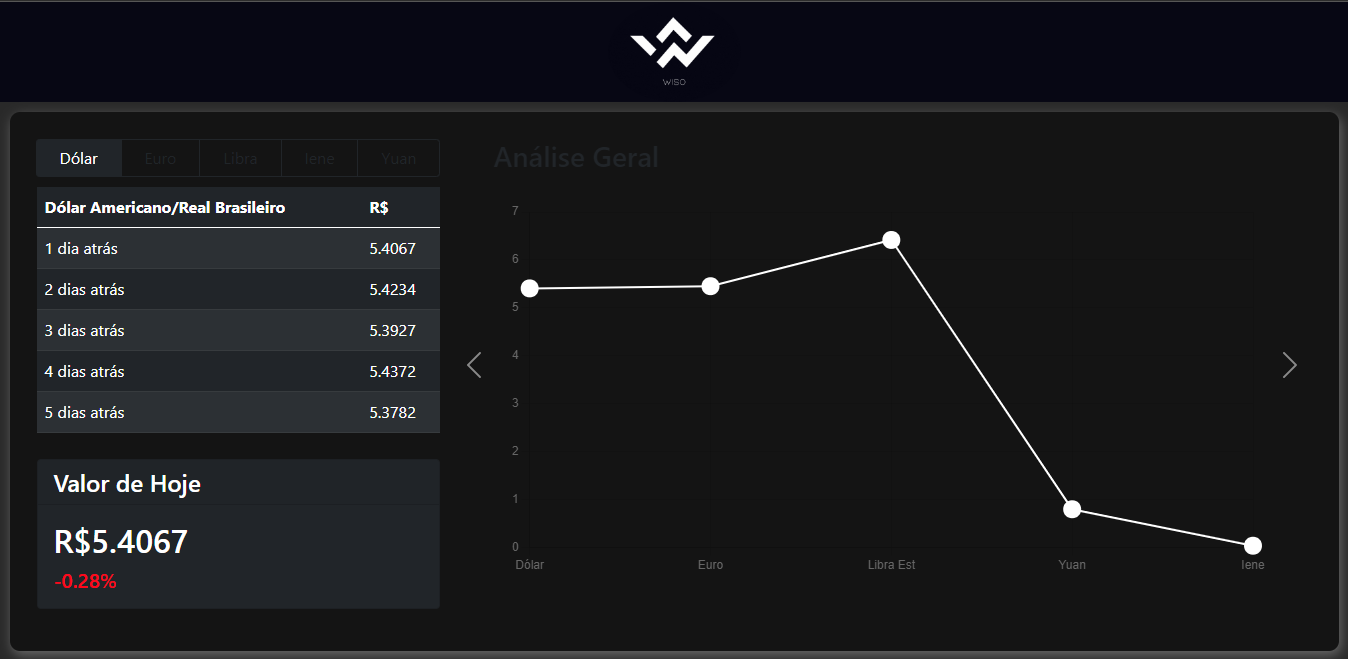 WISO
Dólar Euro Libra Iene Yuan
Dólar Americano/Real Brasileiro R$
1 dia atrás 5.4067
2 dias atrás 5.4234
3 dias atrás 5.3927
4 dias atrás 5.4372
5 dias atrás 5.3782
Valor de Hoje
R$5.4067
-0.28%
Análise Geral
7
6
5
4
3
2
1
0
Dólar Euro Libra Est Yuan Iene